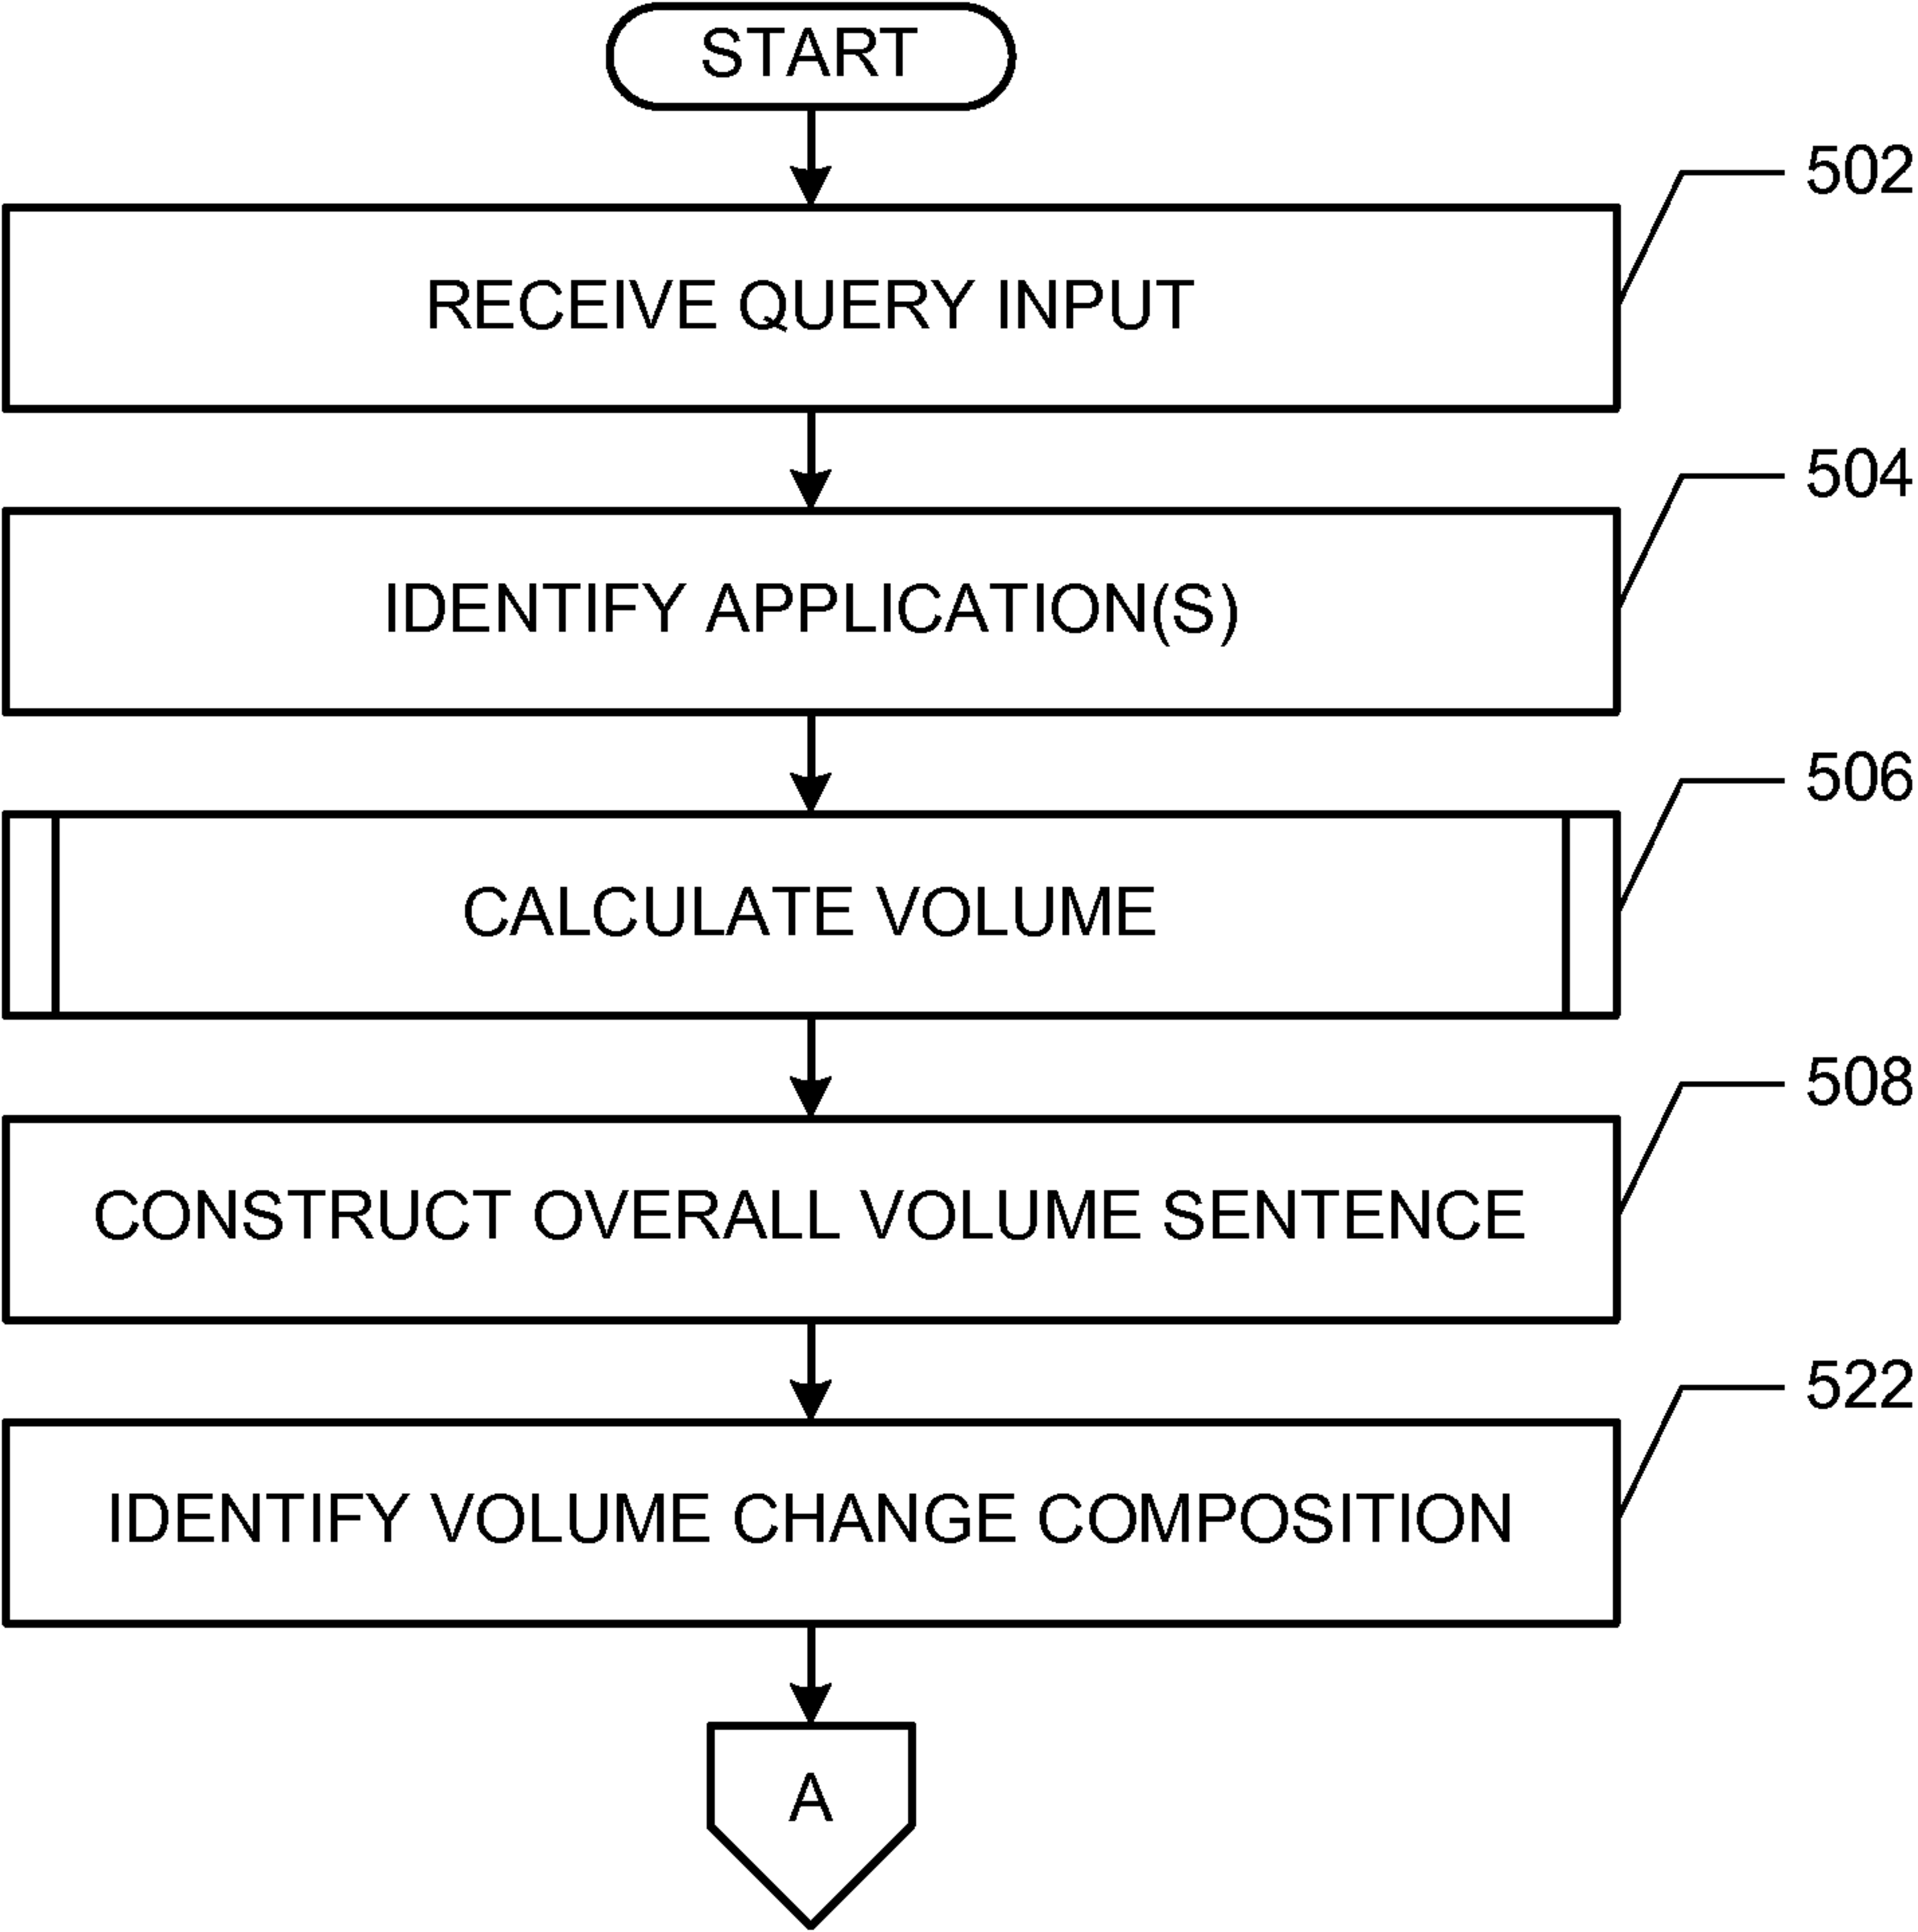 START
502
RECEIVE QUERY INPUT
504
IDENTIFY APPLICATION(S)
506
CALCULATE VOLUME
508
CONSTRUCT OVERALL VOLUME SENTENCE
522
IDENTIFY VOLUME CHANGE COMPOSITION
A